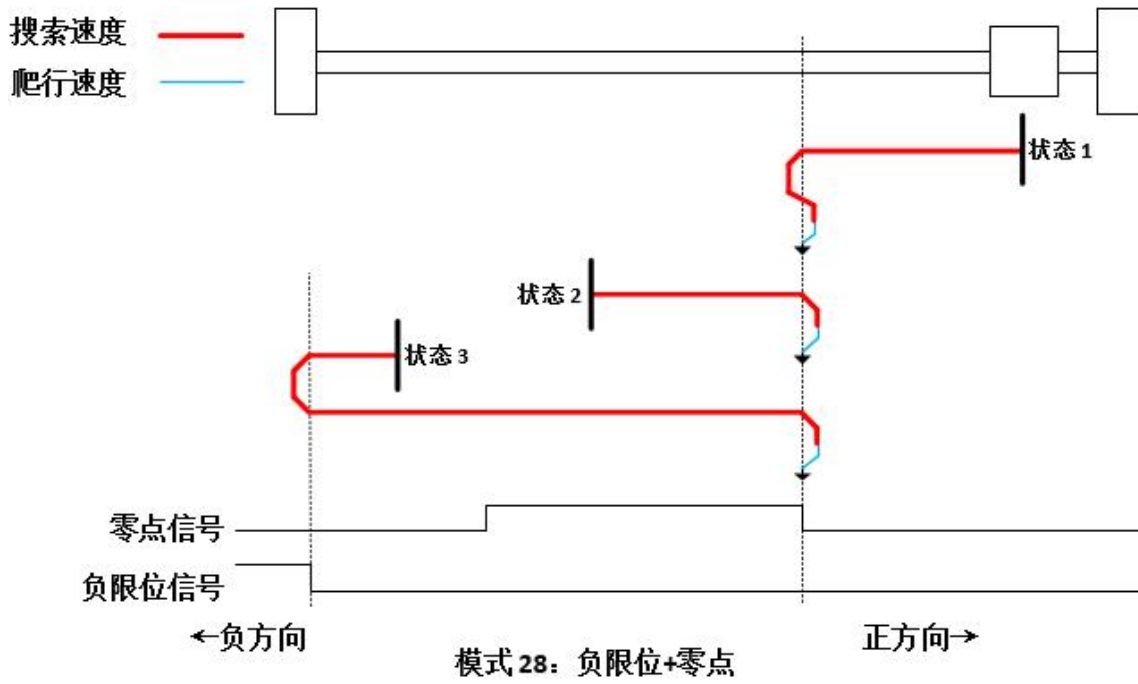 搜索速度
爬行速度
状态 1
状态 2
状态 3
零点信号
负限位信号
←负方向
正方向→
模式 28：负限位+零点